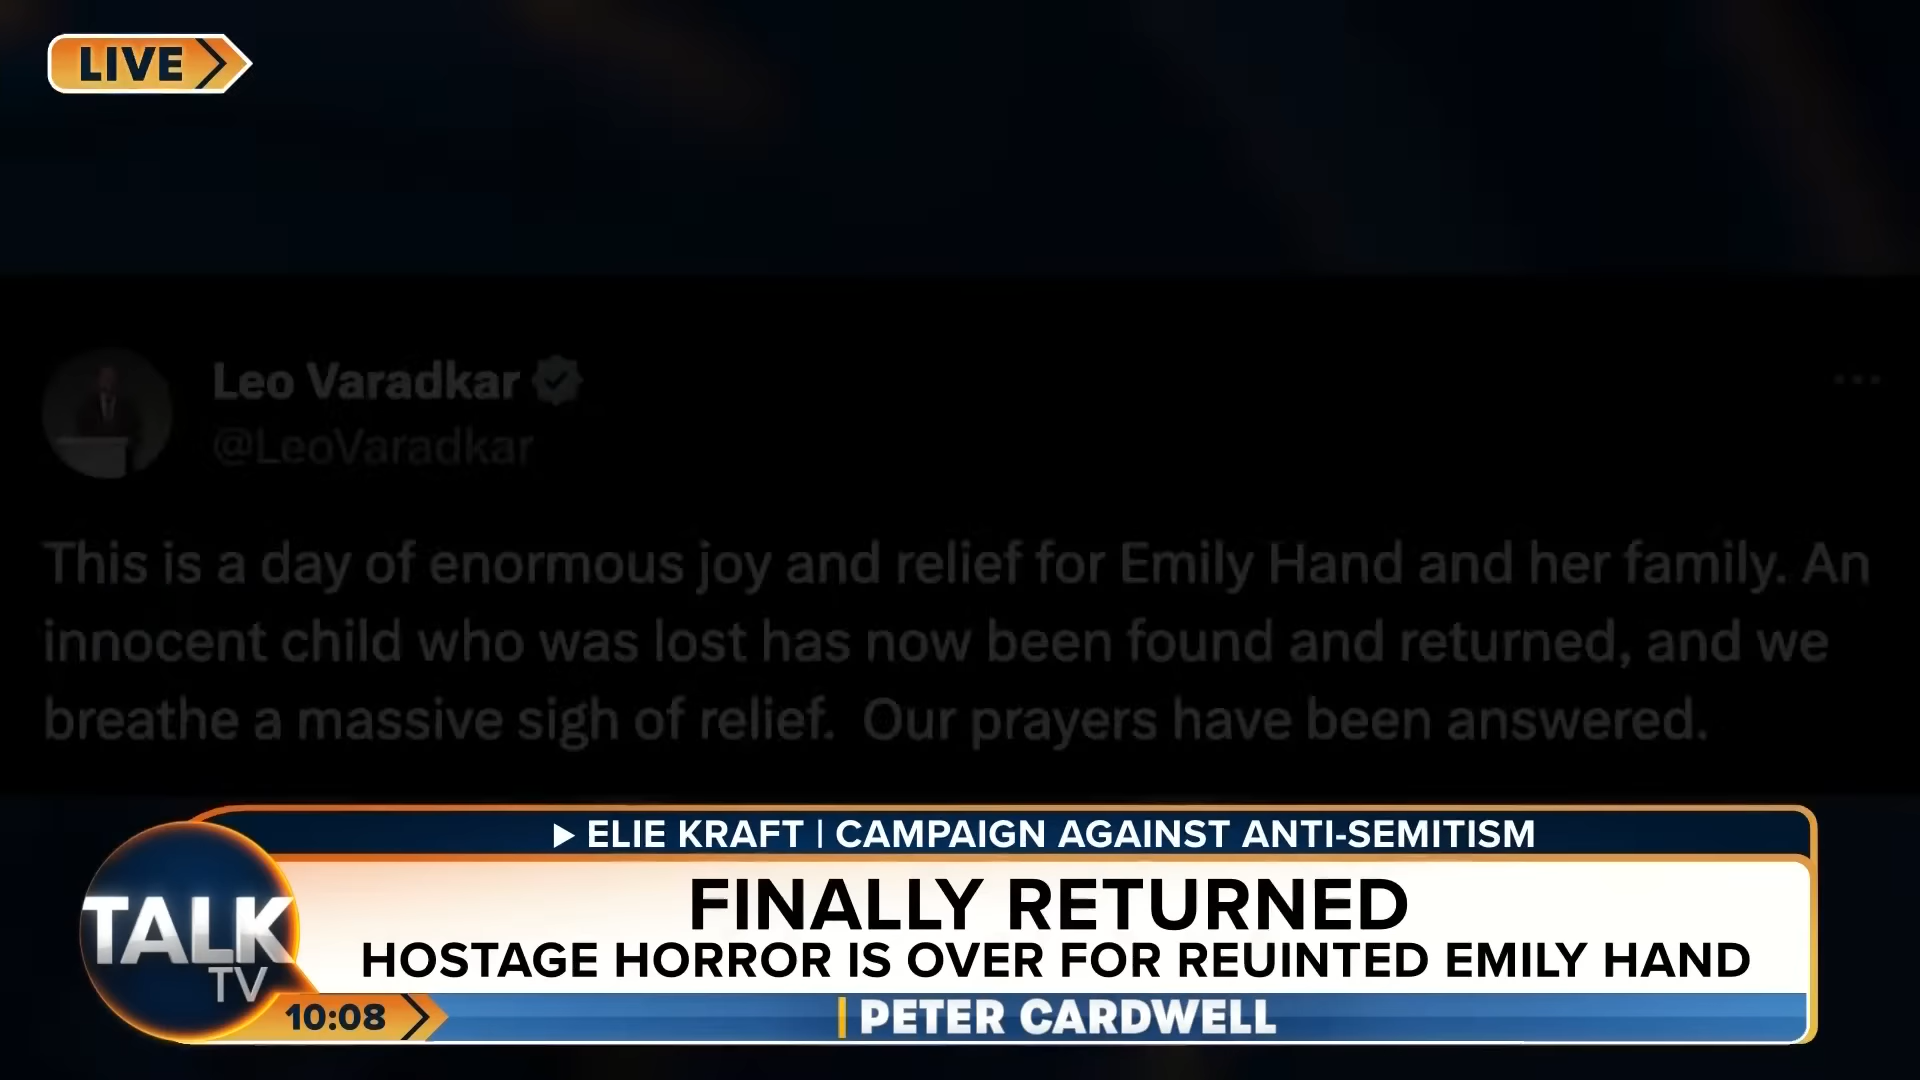 LIVE
Leo Varadkar
@LeoVaradkar
This is a day of enormous joy and relief for Emily Hand and her family. An
innocent child who was lost has now been found and returned, and we
breathe a massive sigh of relief. Our prayers have been answered.
ELIE KRAFT | CAMPAIGN AGAINST ANTI-SEMITISM
FINALLY RETURNED
HOSTAGE HORROR IS OVER FOR REUINTED EMILY HAND
TALK
TV
10:08
PETER CARDWELL